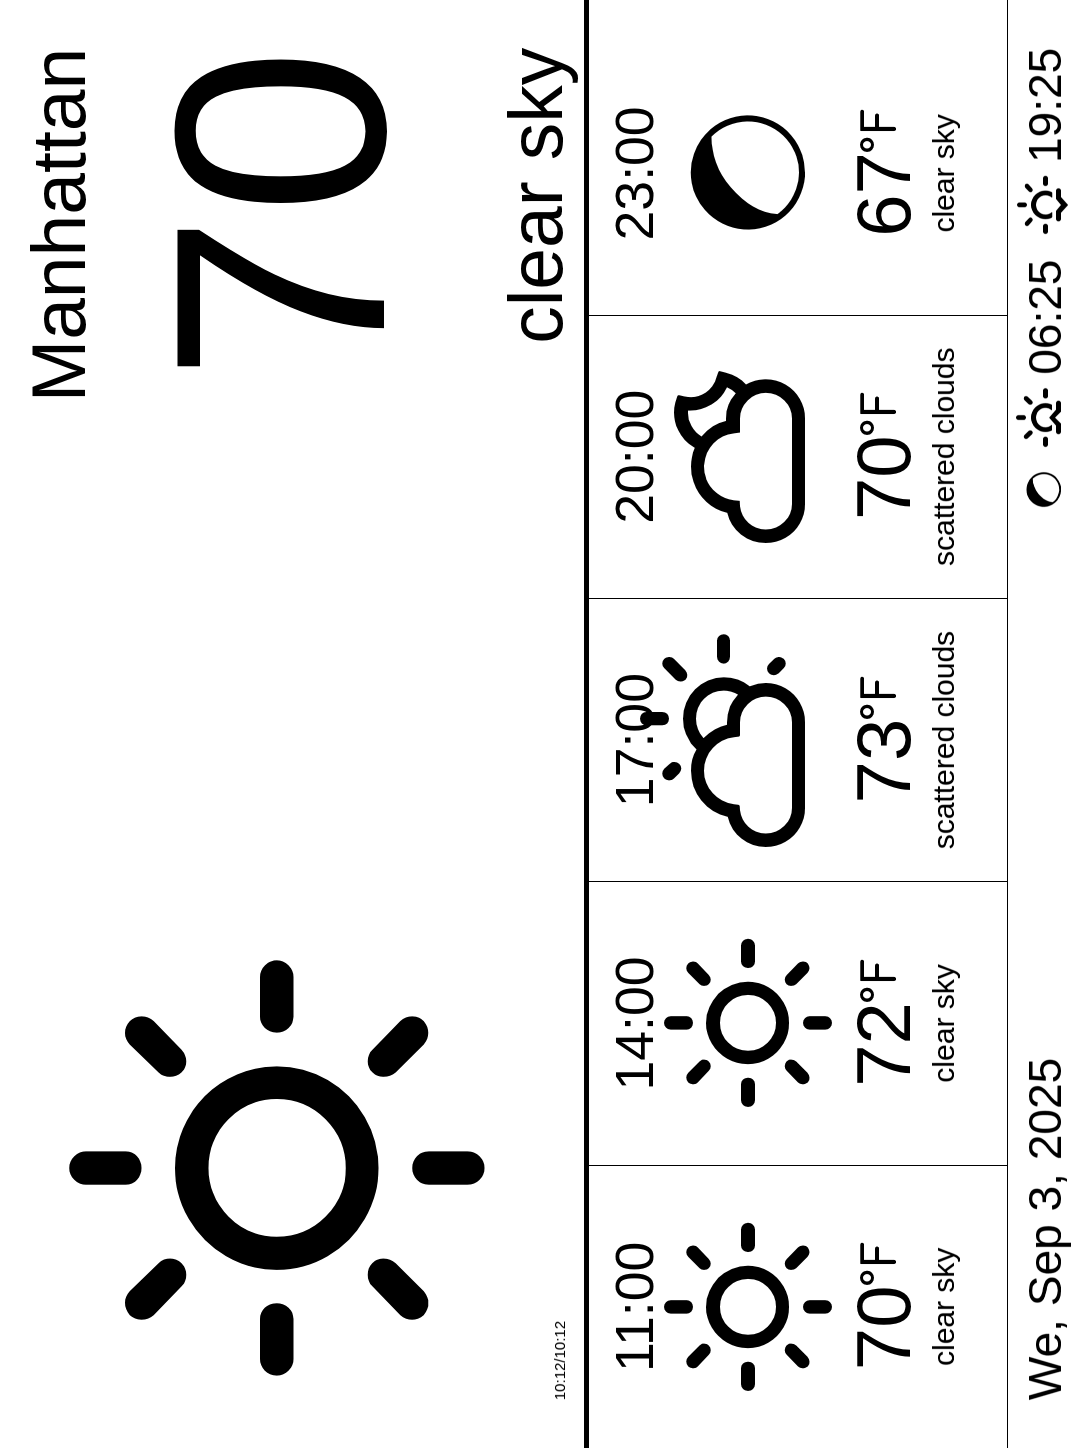 Manhattan
70
clear sky
10:12/10:12
11:00
70°F
clear sky
14:00
72°F
clear sky
17:00
73°F
scattered clouds
20:00
70°F
scattered clouds
23:00
67°F
clear sky
We, Sep 3, 2025
06:25
19:25